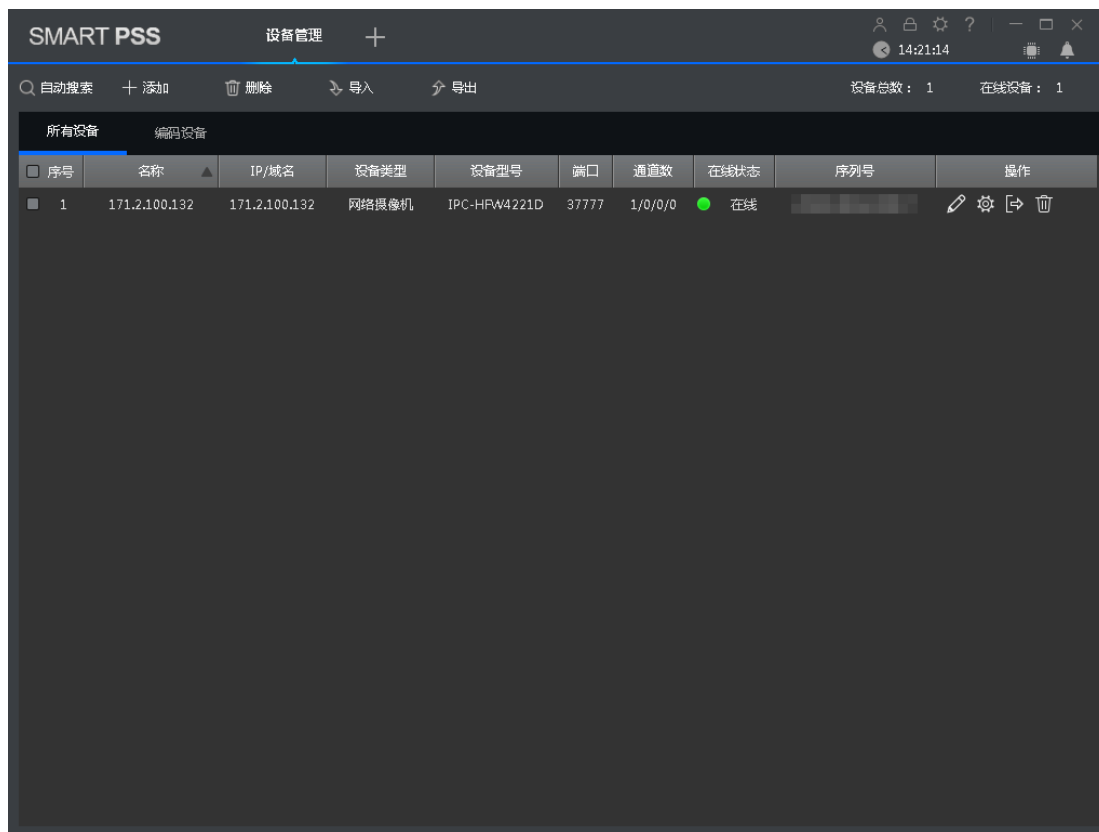 SMART PSS 设备管理 ?
14:21:14
自动搜索 添加 删除 导入 导出 设备总数： 1 在线设备： 1
所有设备 编码设备
序号 名称 IP/域名 设备类型 设备型号 端口 通道数 在线状态 序列号 操作
1 171.2.100.132 171.2.100.132 网络摄像机 IPC-HFW4221D 37777 1/0/0/0 在线